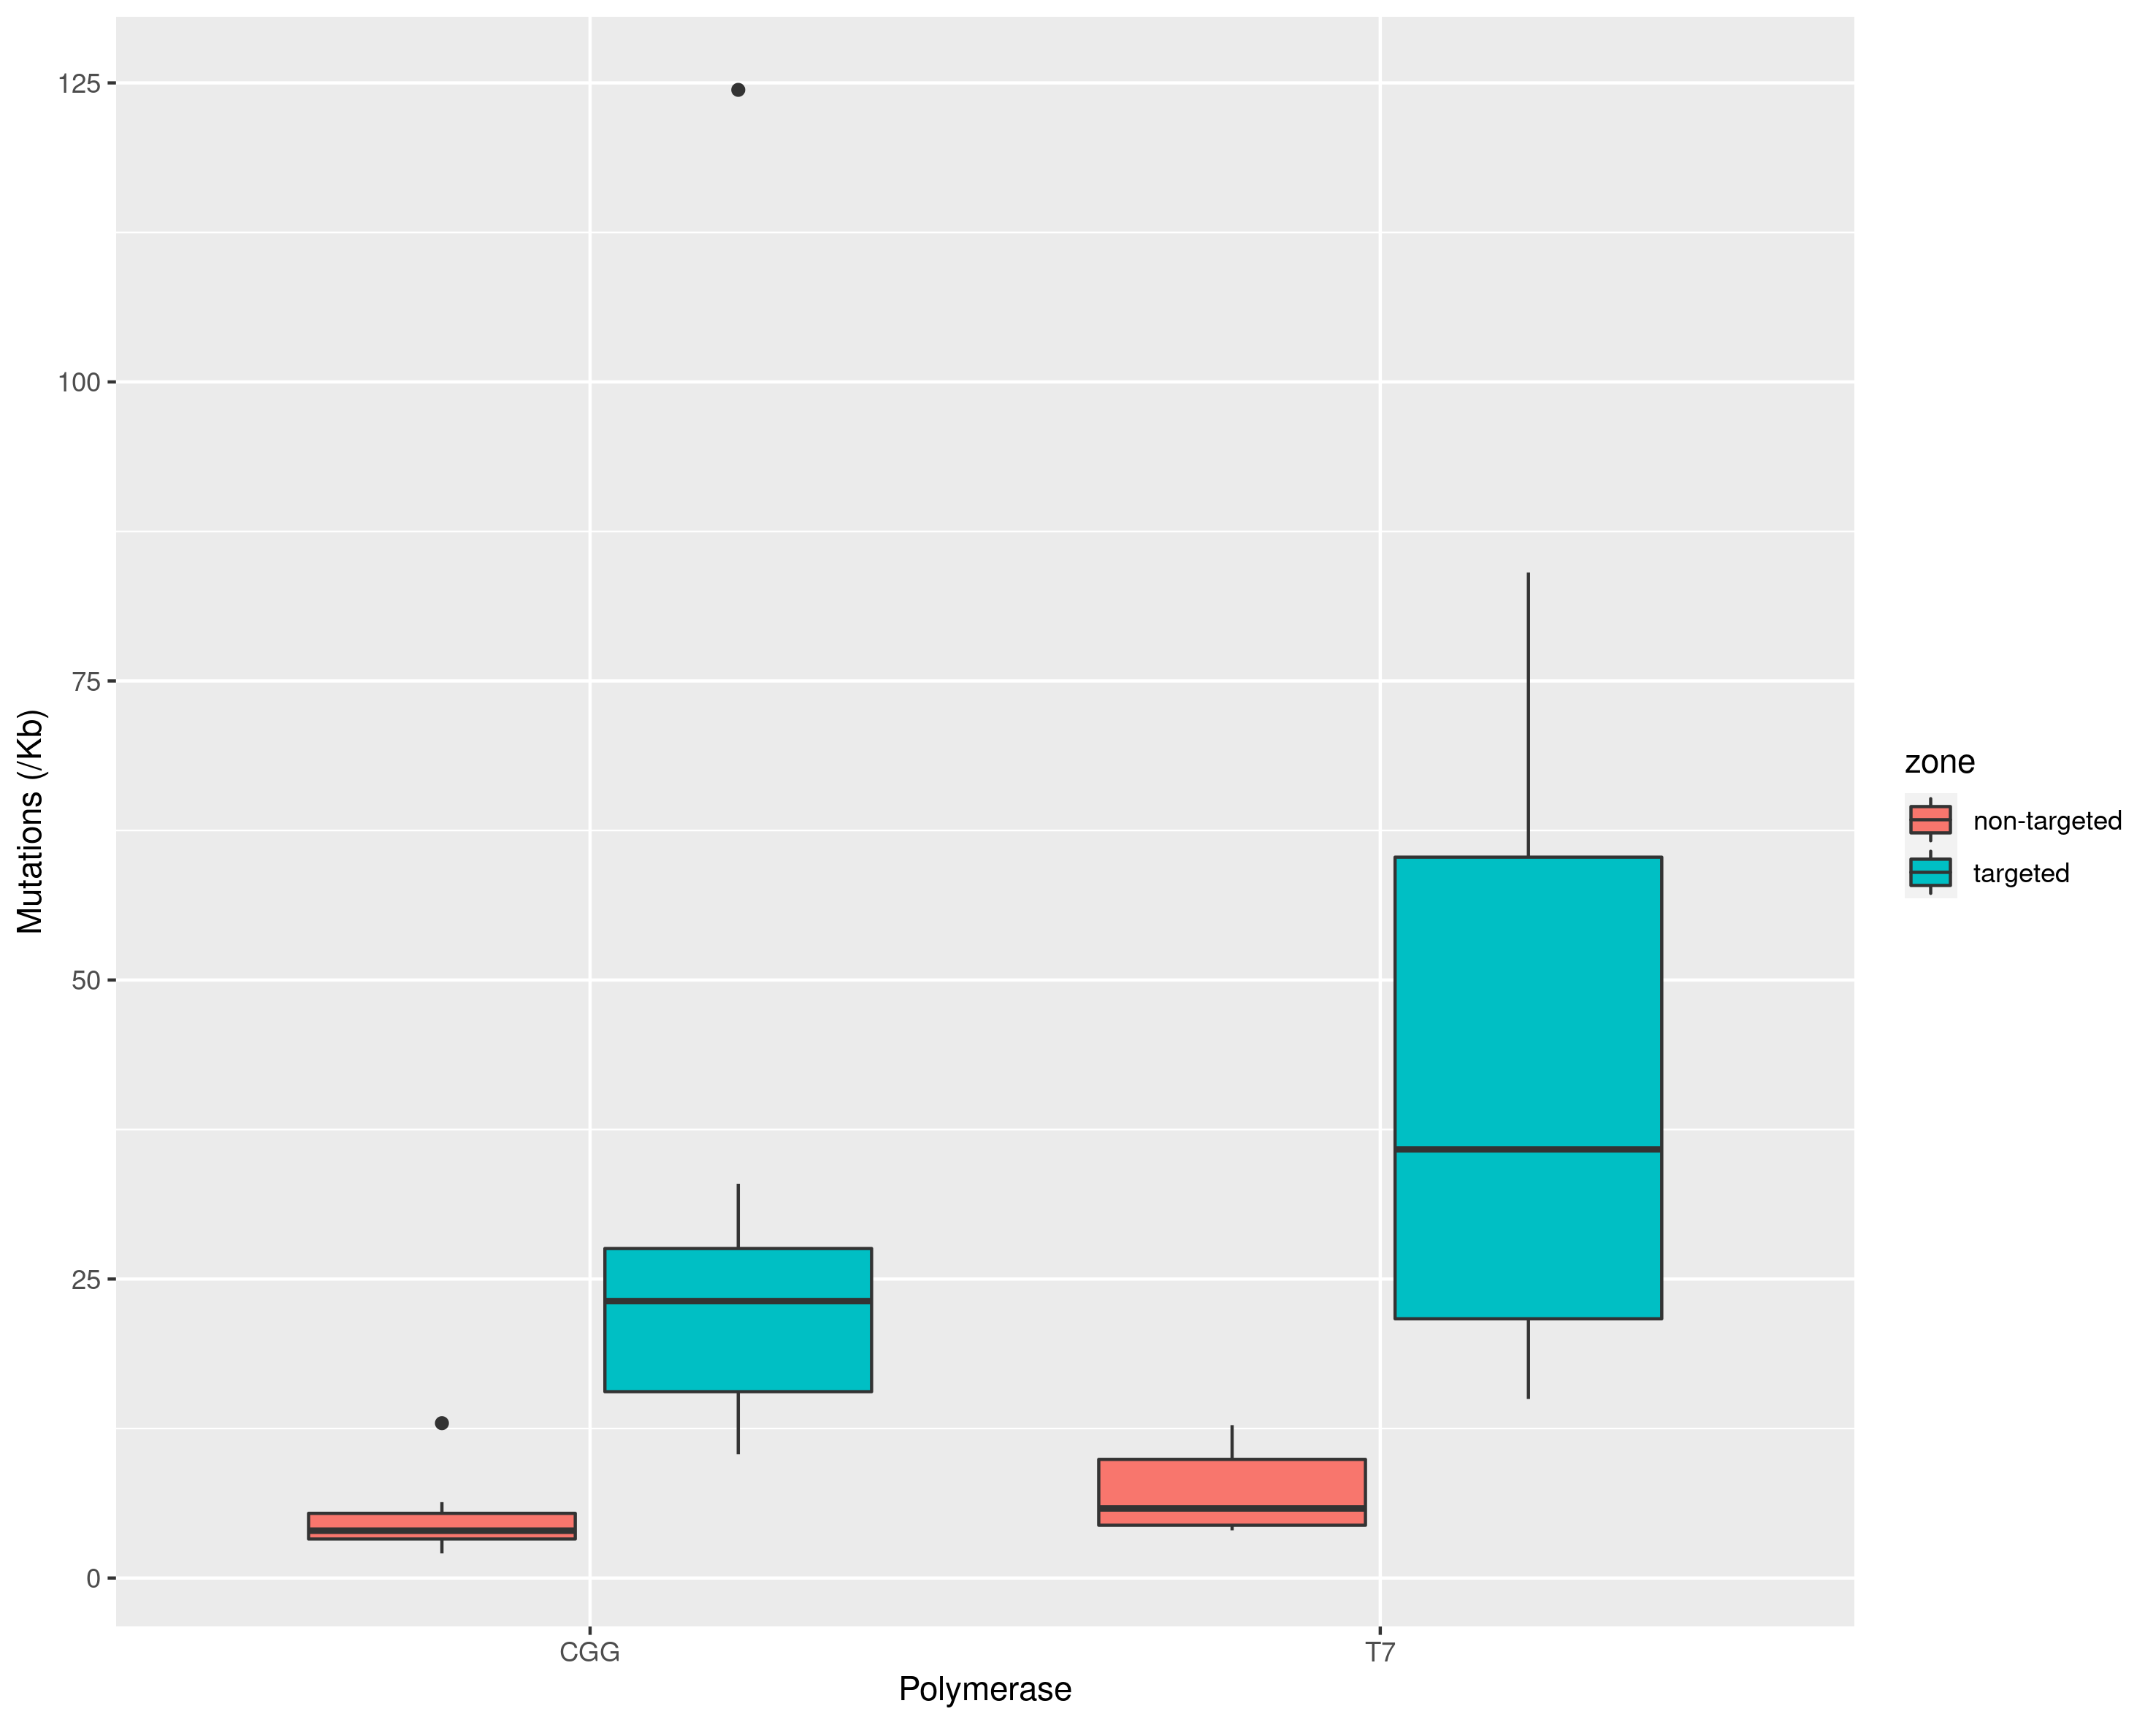 125
100
75
50
25
0
Mutations (/Kb)
CGG
T7
Polymerase
zone
non-targeted
targeted